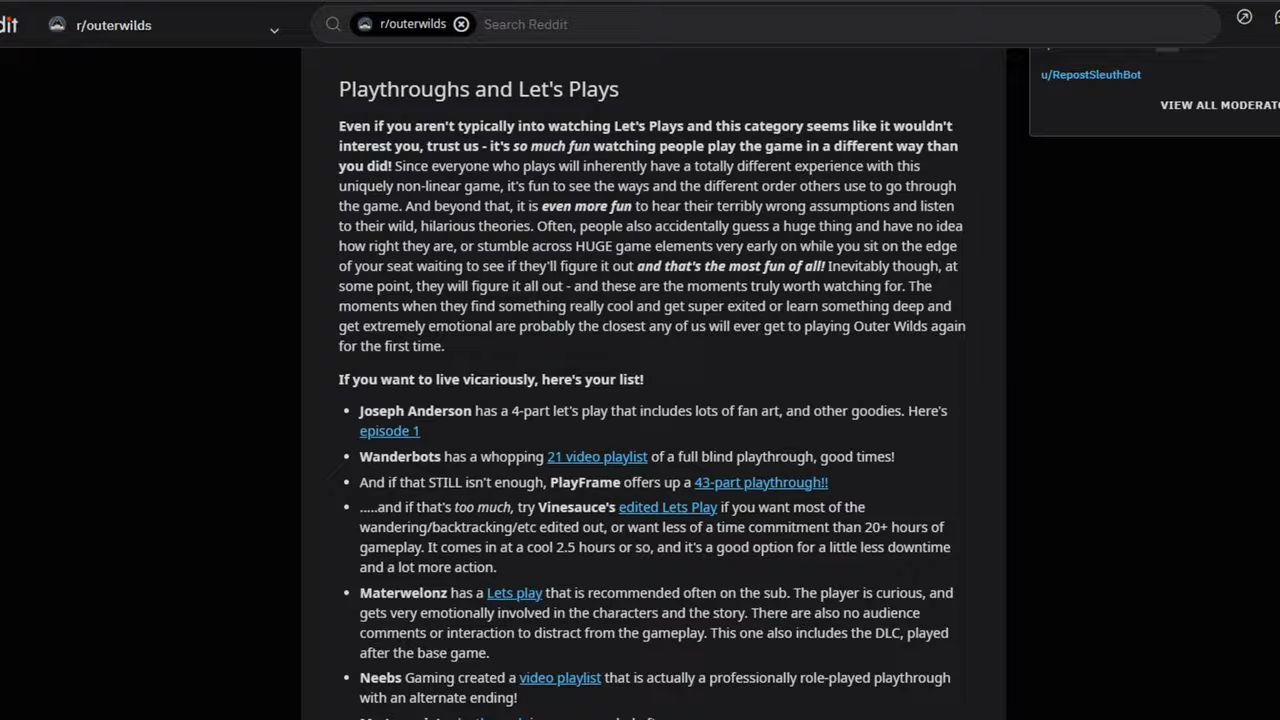 r/outerwilds
r/outerwilds
Search Reddit
u/RepostSleuthBot
VIEW ALL MODERATO
Playthroughs and Let's Plays
Even if you aren't typically into watching Let's Plays and this category seems like it wouldn't
interest you, trust us - it's so much fun watching people play the game in a different way than
you did! Since everyone who plays will inherently have a totally different experience with this
uniquely non-linear game, it's fun to see the ways and the different order others use to go through
the game. And beyond that, it is even more fun to hear their terribly wrong assumptions and listen
to their wild, hilarious theories. Often, people also accidentally guess a huge thing and have no idea
how right they are, or stumble across HUGE game elements very early on while you sit on the edge
of your seat waiting to see if they'll figure it out and that's the most fun of all! Inevitably though, at
some point, they will figure it all out - and these are the moments truly worth watching for. The
moments when they find something really cool and get super exited or learn something deep and
get extremely emotional are probably the closest any of us will ever get to playing Outer Wilds again
for the first time.
If you want to live vicariously, here's your list!
• Joseph Anderson has a 4-part let's play that includes lots of fan art, and other goodies. Here's
episode 1
• Wanderbots has a whopping 21 video playlist of a full blind playthrough, good times!
• And if that STILL isn't enough, PlayFrame offers up a 43-part playthrough!!
• .....and if that's too much, try Vinesauce's edited Lets Play if you want most of the
wandering/backtracking/etc edited out, or want less of a time commitment than 20+ hours of
gameplay. It comes in at a cool 2.5 hours or so, and it's a good option for a little less downtime
and a lot more action.
• Materwelonz has a Lets play that is recommended often on the sub. The player is curious, and
gets very emotionally involved in the characters and the story. There are also no audience
comments or interaction to distract from the gameplay. This one also includes the DLC, played
after the base game.
• Neebs Gaming created a video playlist that is actually a professionally role-played playthrough
with an alternate ending!